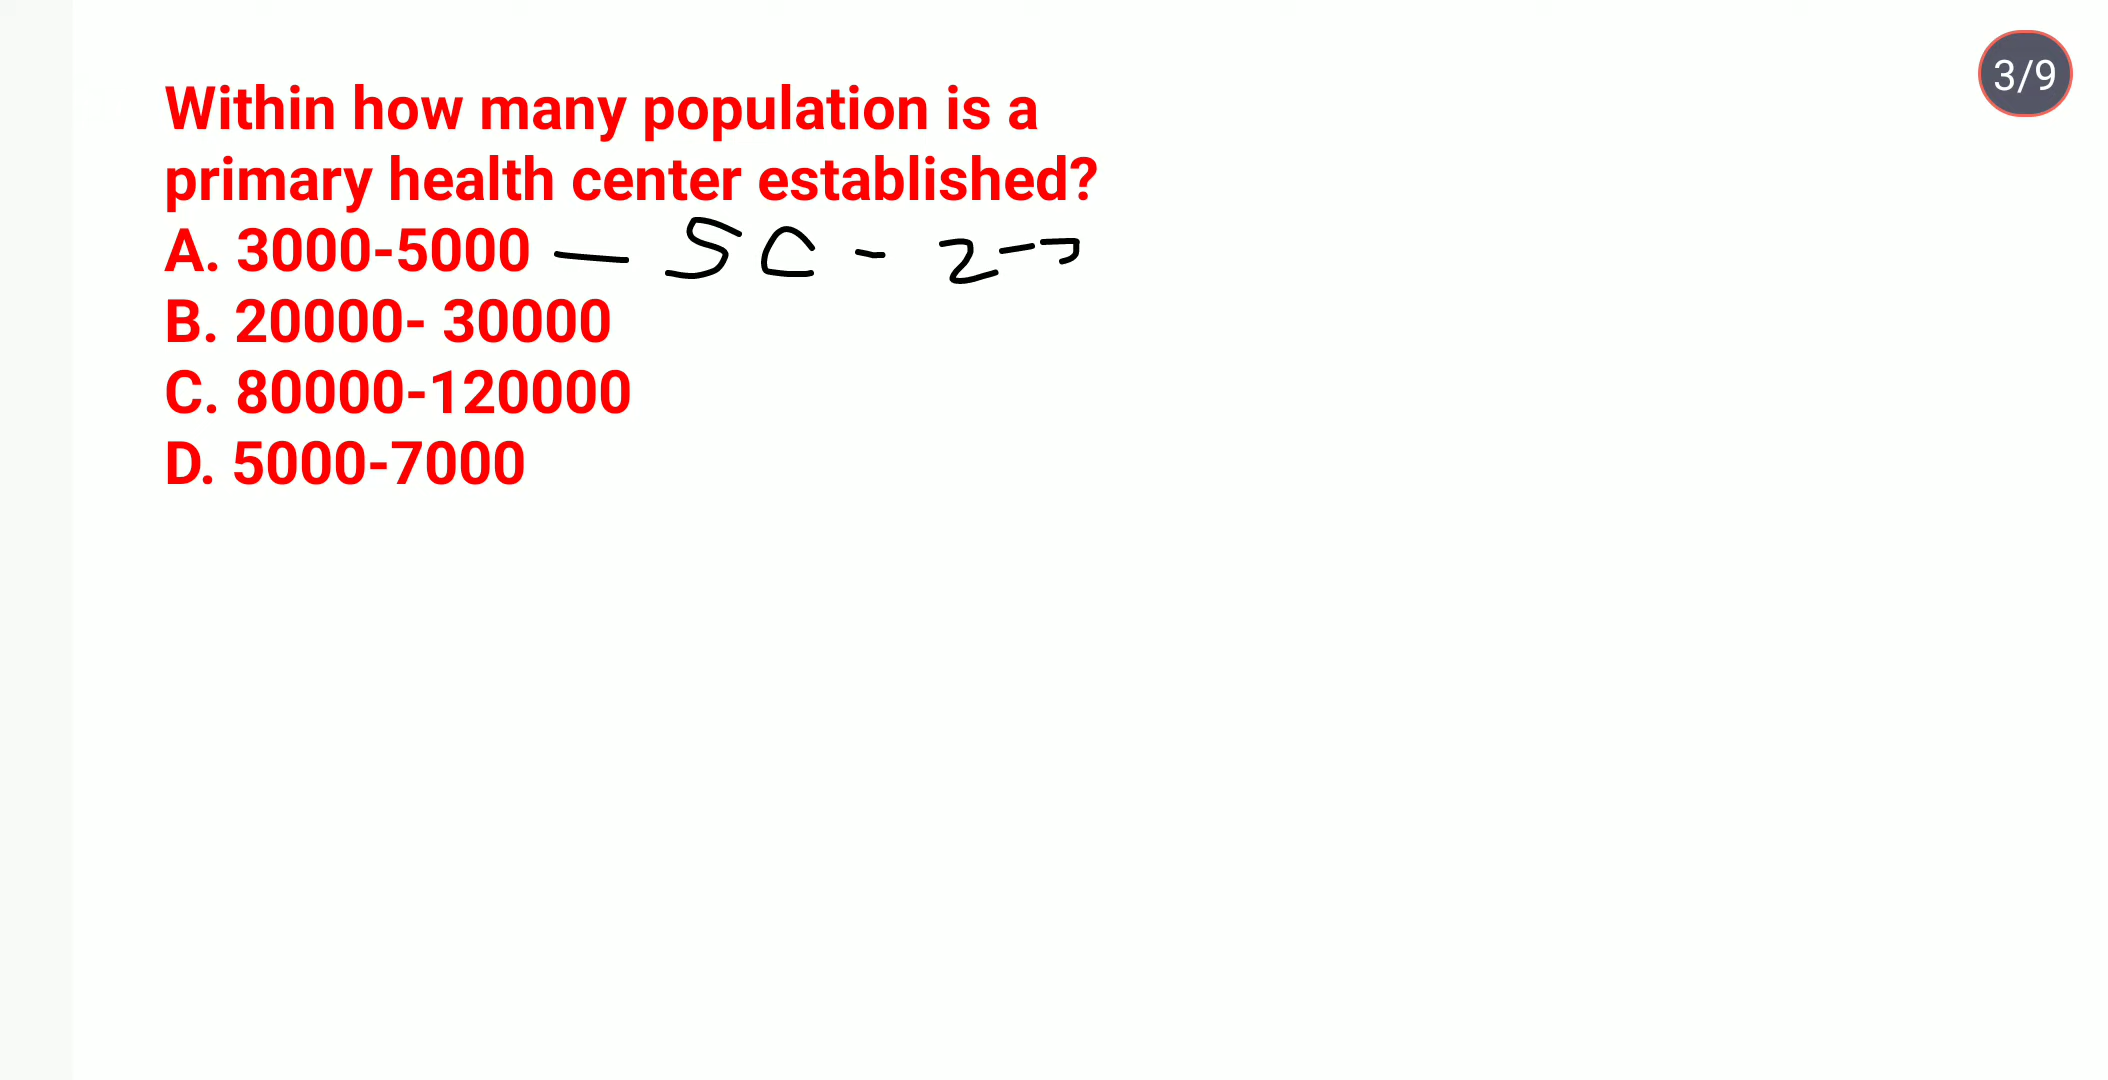 3/9
Within how many population is a
primary health center established?
A. 3000-5000 — SC - 2-
B. 20000- 30000
C. 80000-120000
D. 5000-7000